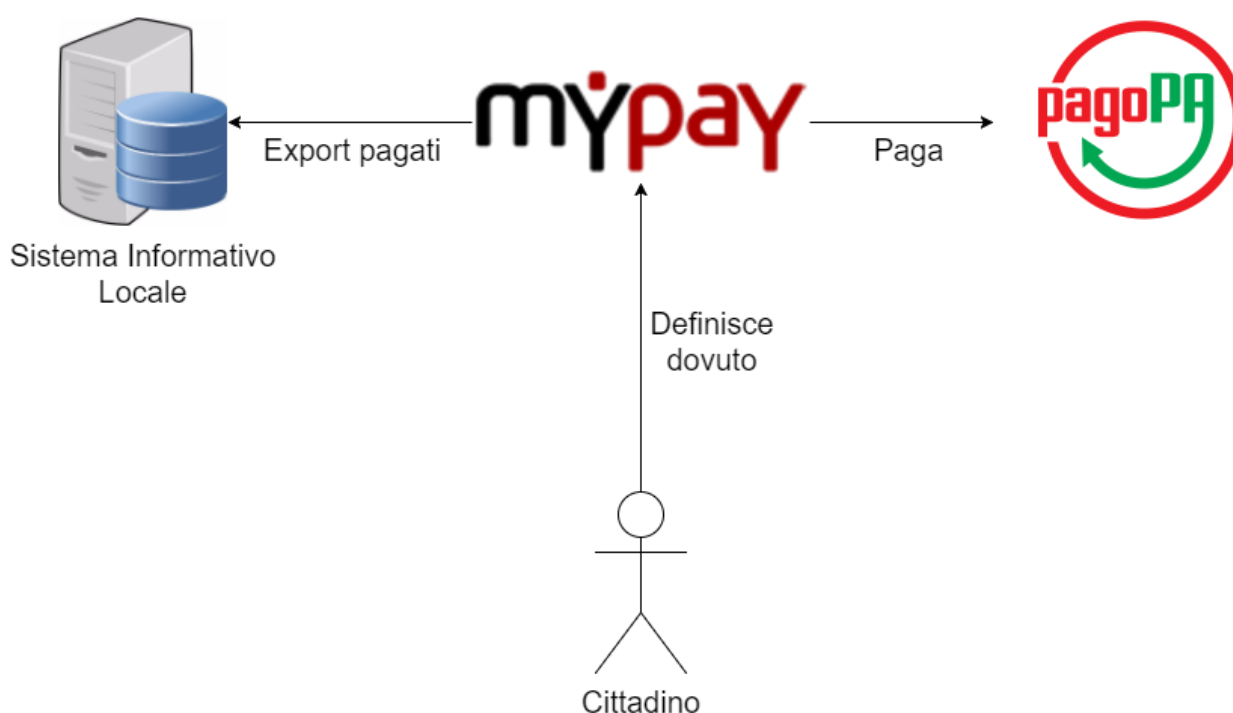 mypay
pagoPA
Export pagati
Paga
Sistema Informativo
Locale
Definisce
dovuto
Cittadino